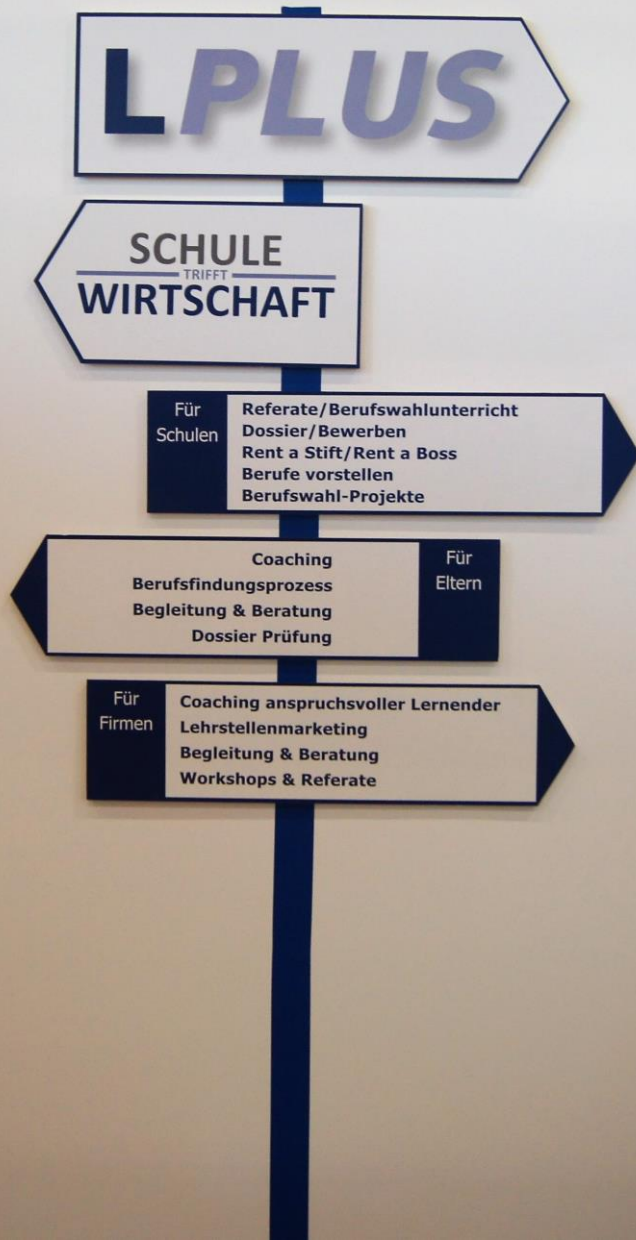 LPLUS
SCHULE
TRIFFT
WIRTSCHAFT
Für
Schulen
Referate/Berufswahlunterricht
Dossier/Bewerben
Rent a Stift/Rent a Boss
Berufe vorstellen
Berufswahl-Projekte
Coaching
Berufsfindungsprozess
Begleitung & Beratung
Dossier Prüfung
Für
Eltern
Für
Firmen
Coaching anspruchsvoller Lernender
Lehrstellenmarketing
Begleitung & Beratung
Workshops & Referate